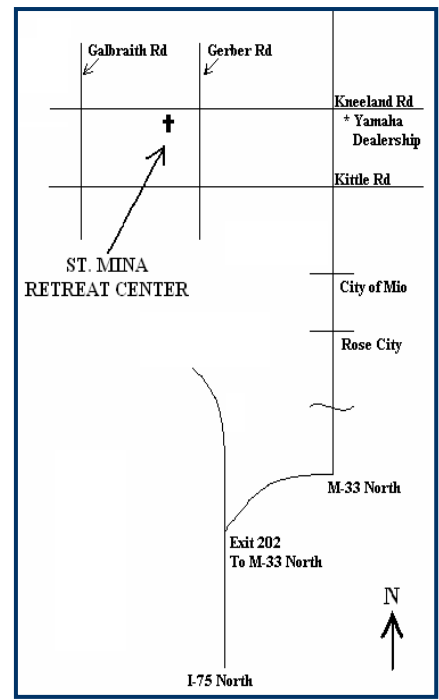 Galbraith Rd
Gerber Rd
Kneeland Rd
* Yamaha
Dealership
Kittle Rd
ST. MINA
RETREAT CENTER
City of Mio
Rose City
M-33 North
Exit 202
To M-33 North
N
I-75 North